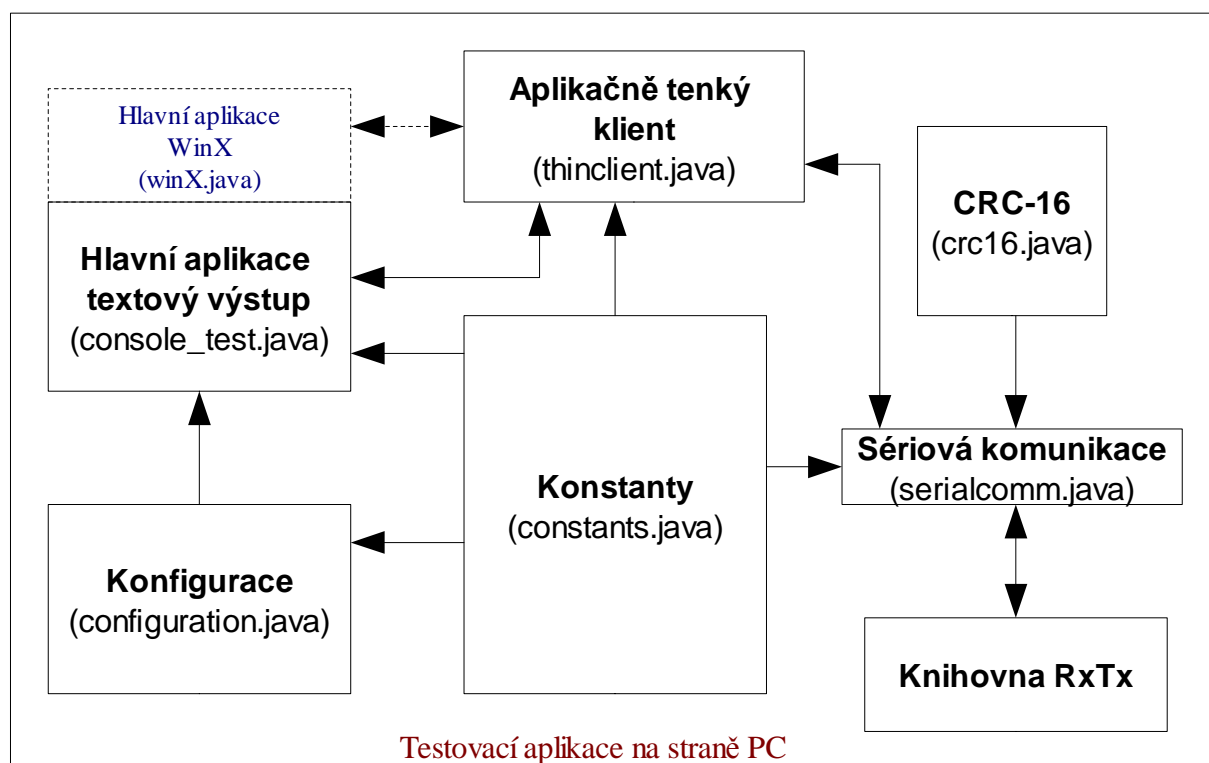 Hlavní aplikace
WinX
(winX.java)
Aplikačně tenký
klient
(thinclient.java)
CRC-16
(crc16.java)
Hlavní aplikace
textový výstup
(console_test.java)
Konstanty
(constants.java)
Sériová komunikace
(serialcomm.java)
Konfigurace
(configuration.java)
Knihovna RxTx
Testovací aplikace na straně PC